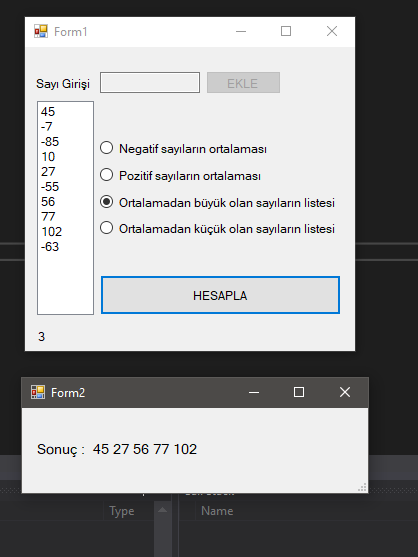 Form1
Sayı Girişi
EKLE
45
-7
-85
10
27
-55
56
77
102
-63
Negatif sayıların ortalaması
Pozitif sayıların ortalaması
Ortalamadan büyük olan sayıların listesi
Ortalamadan küçük olan sayıların listesi
HESAPLA
3
Form2
Sonuç : 45 27 56 77 102
Type
Name